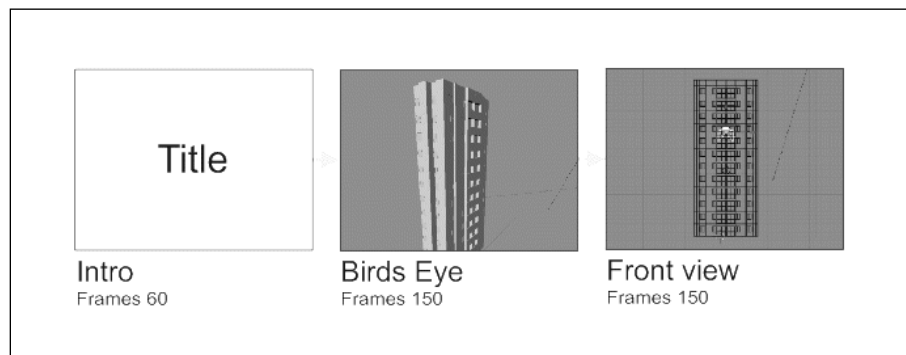 Title
Intro
Frames 60
Birds Eye
Frames 150
Front view
Frames 150